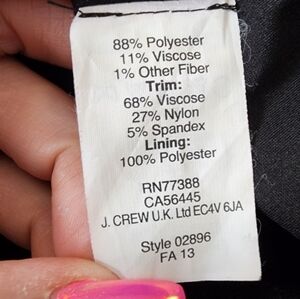 88% Polyester
11% Viscose
1% Other Fiber
Trim:
68% Viscose
27% Nylon
5% Spandex
Lining:
100% Polyester
RN77388
CA56445
J. CREW U.K. Ltd EC4V 6JA
Style 02896
FA 13